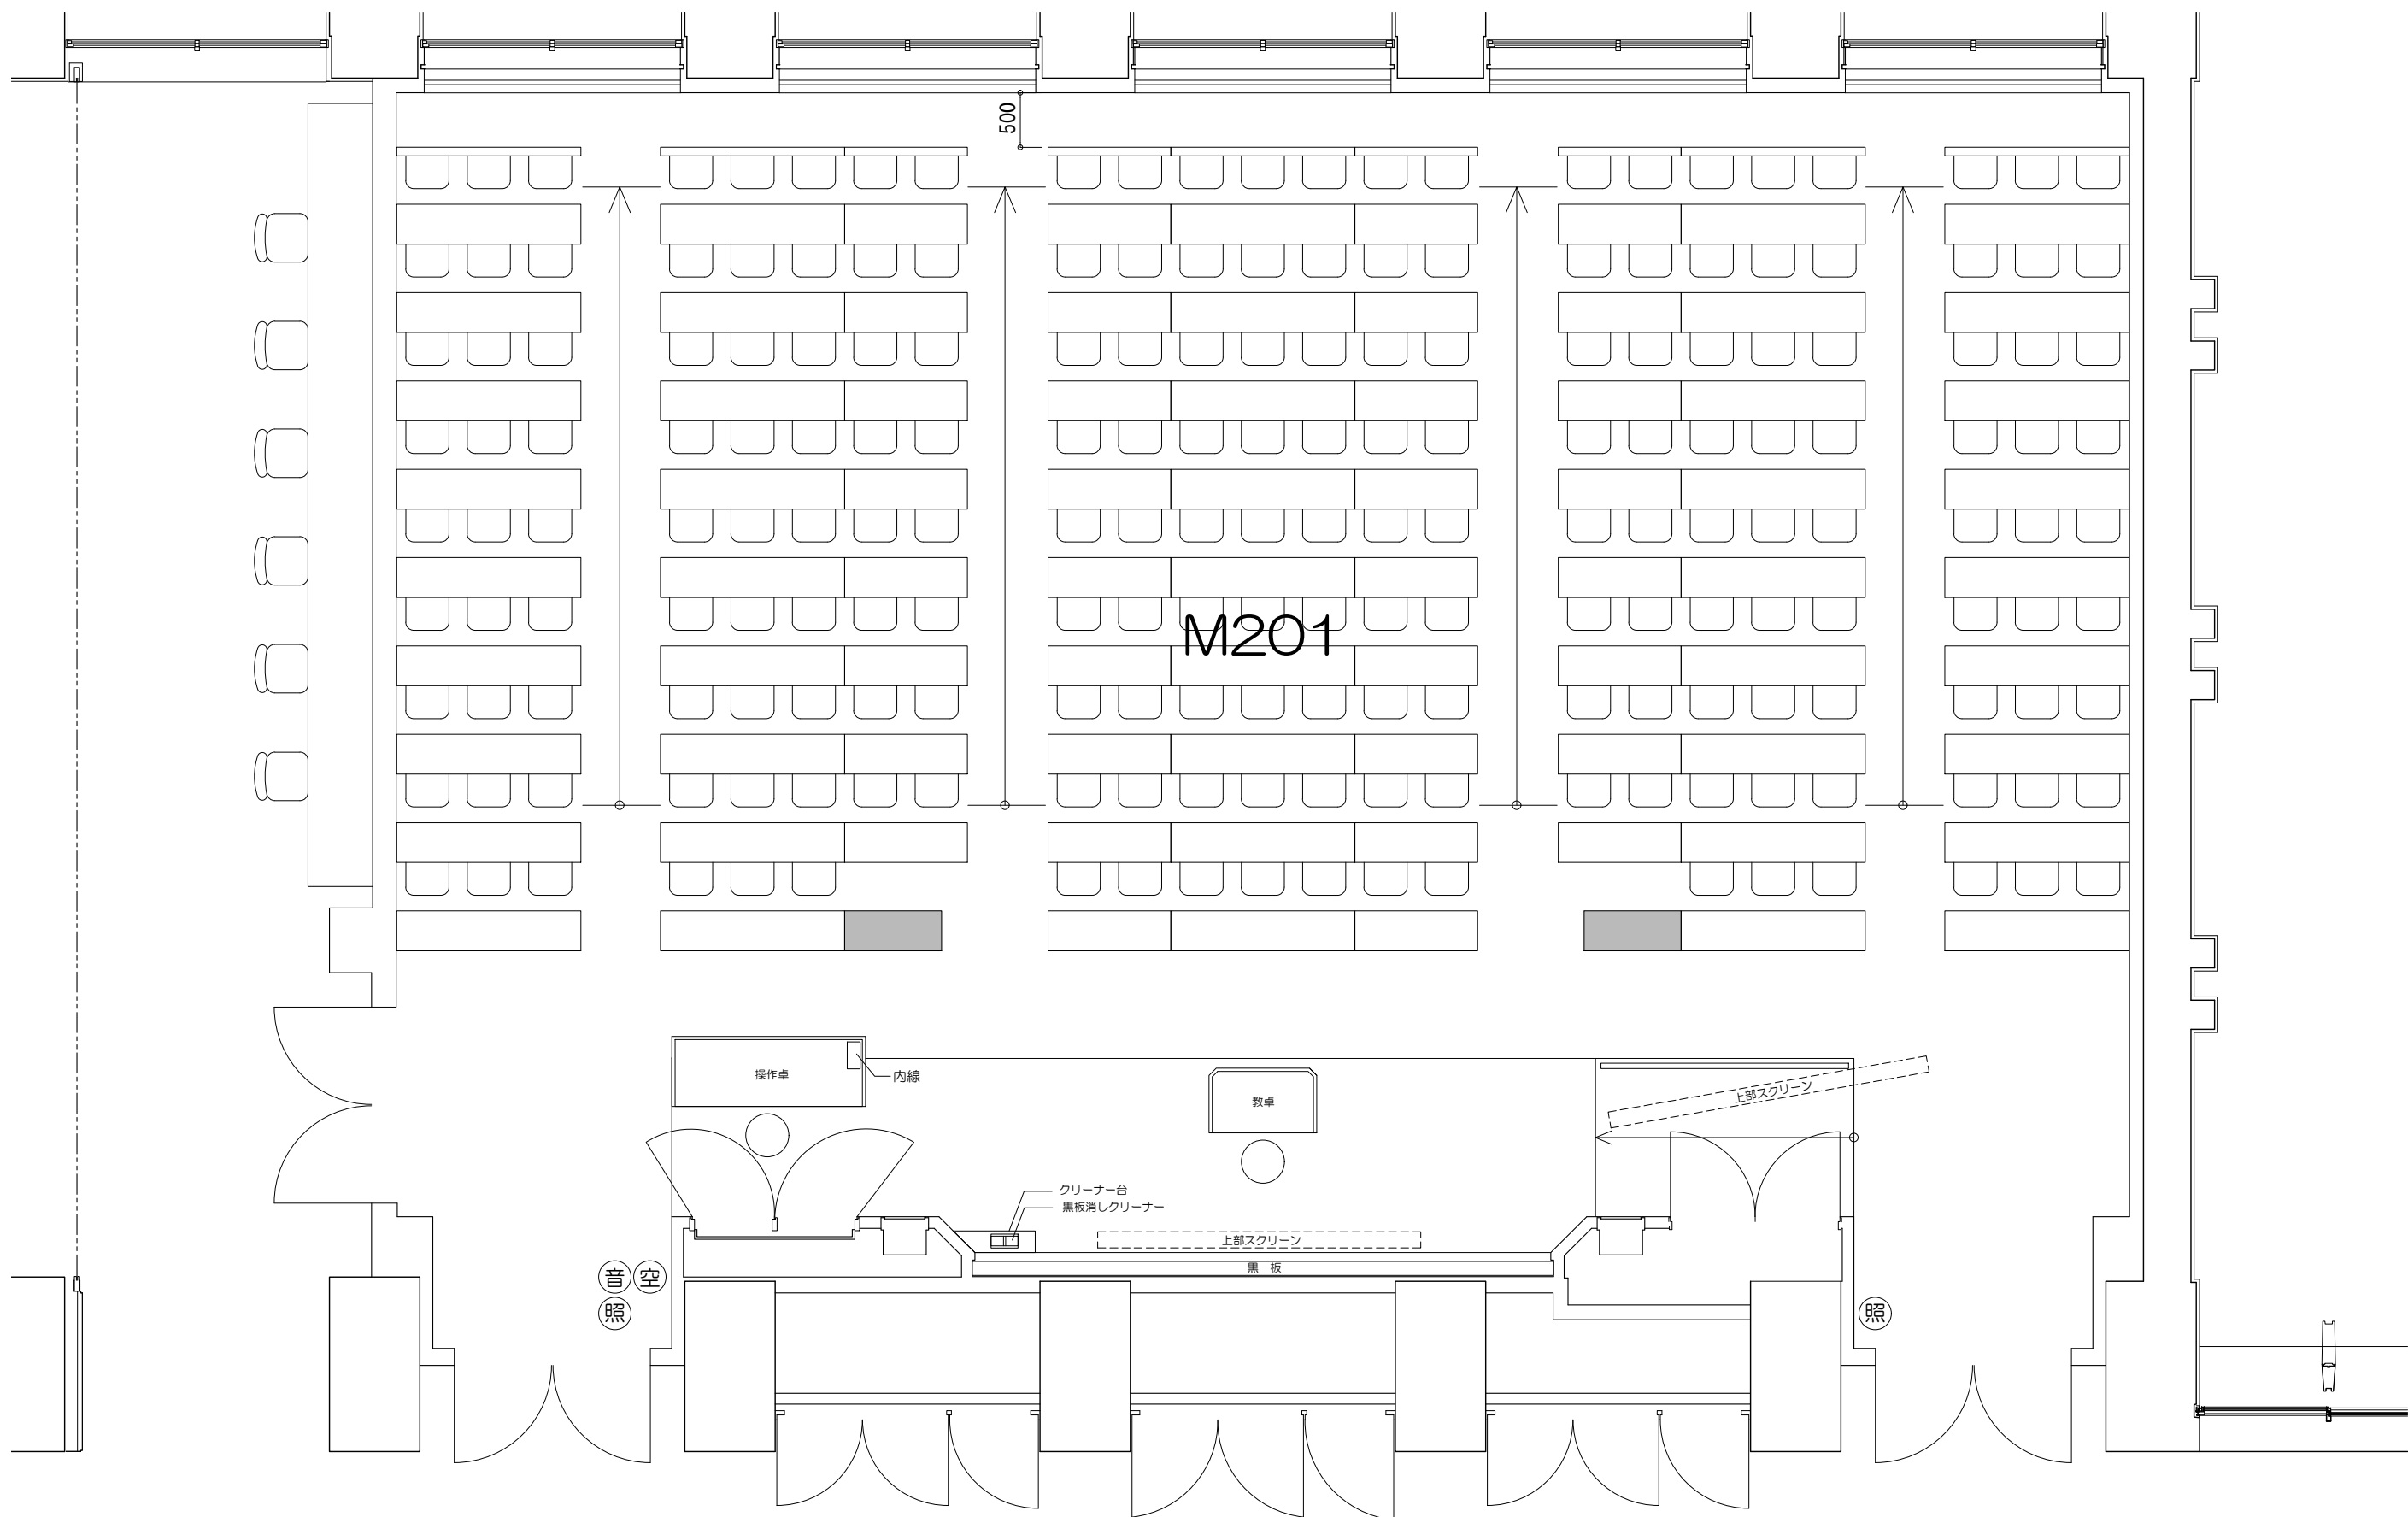 500
M201
操作卓
内線
教卓
上部スクリーン
クリーナー台
黒板消しクリーナー
上部スクリーン
黒 板
音 空
照
照